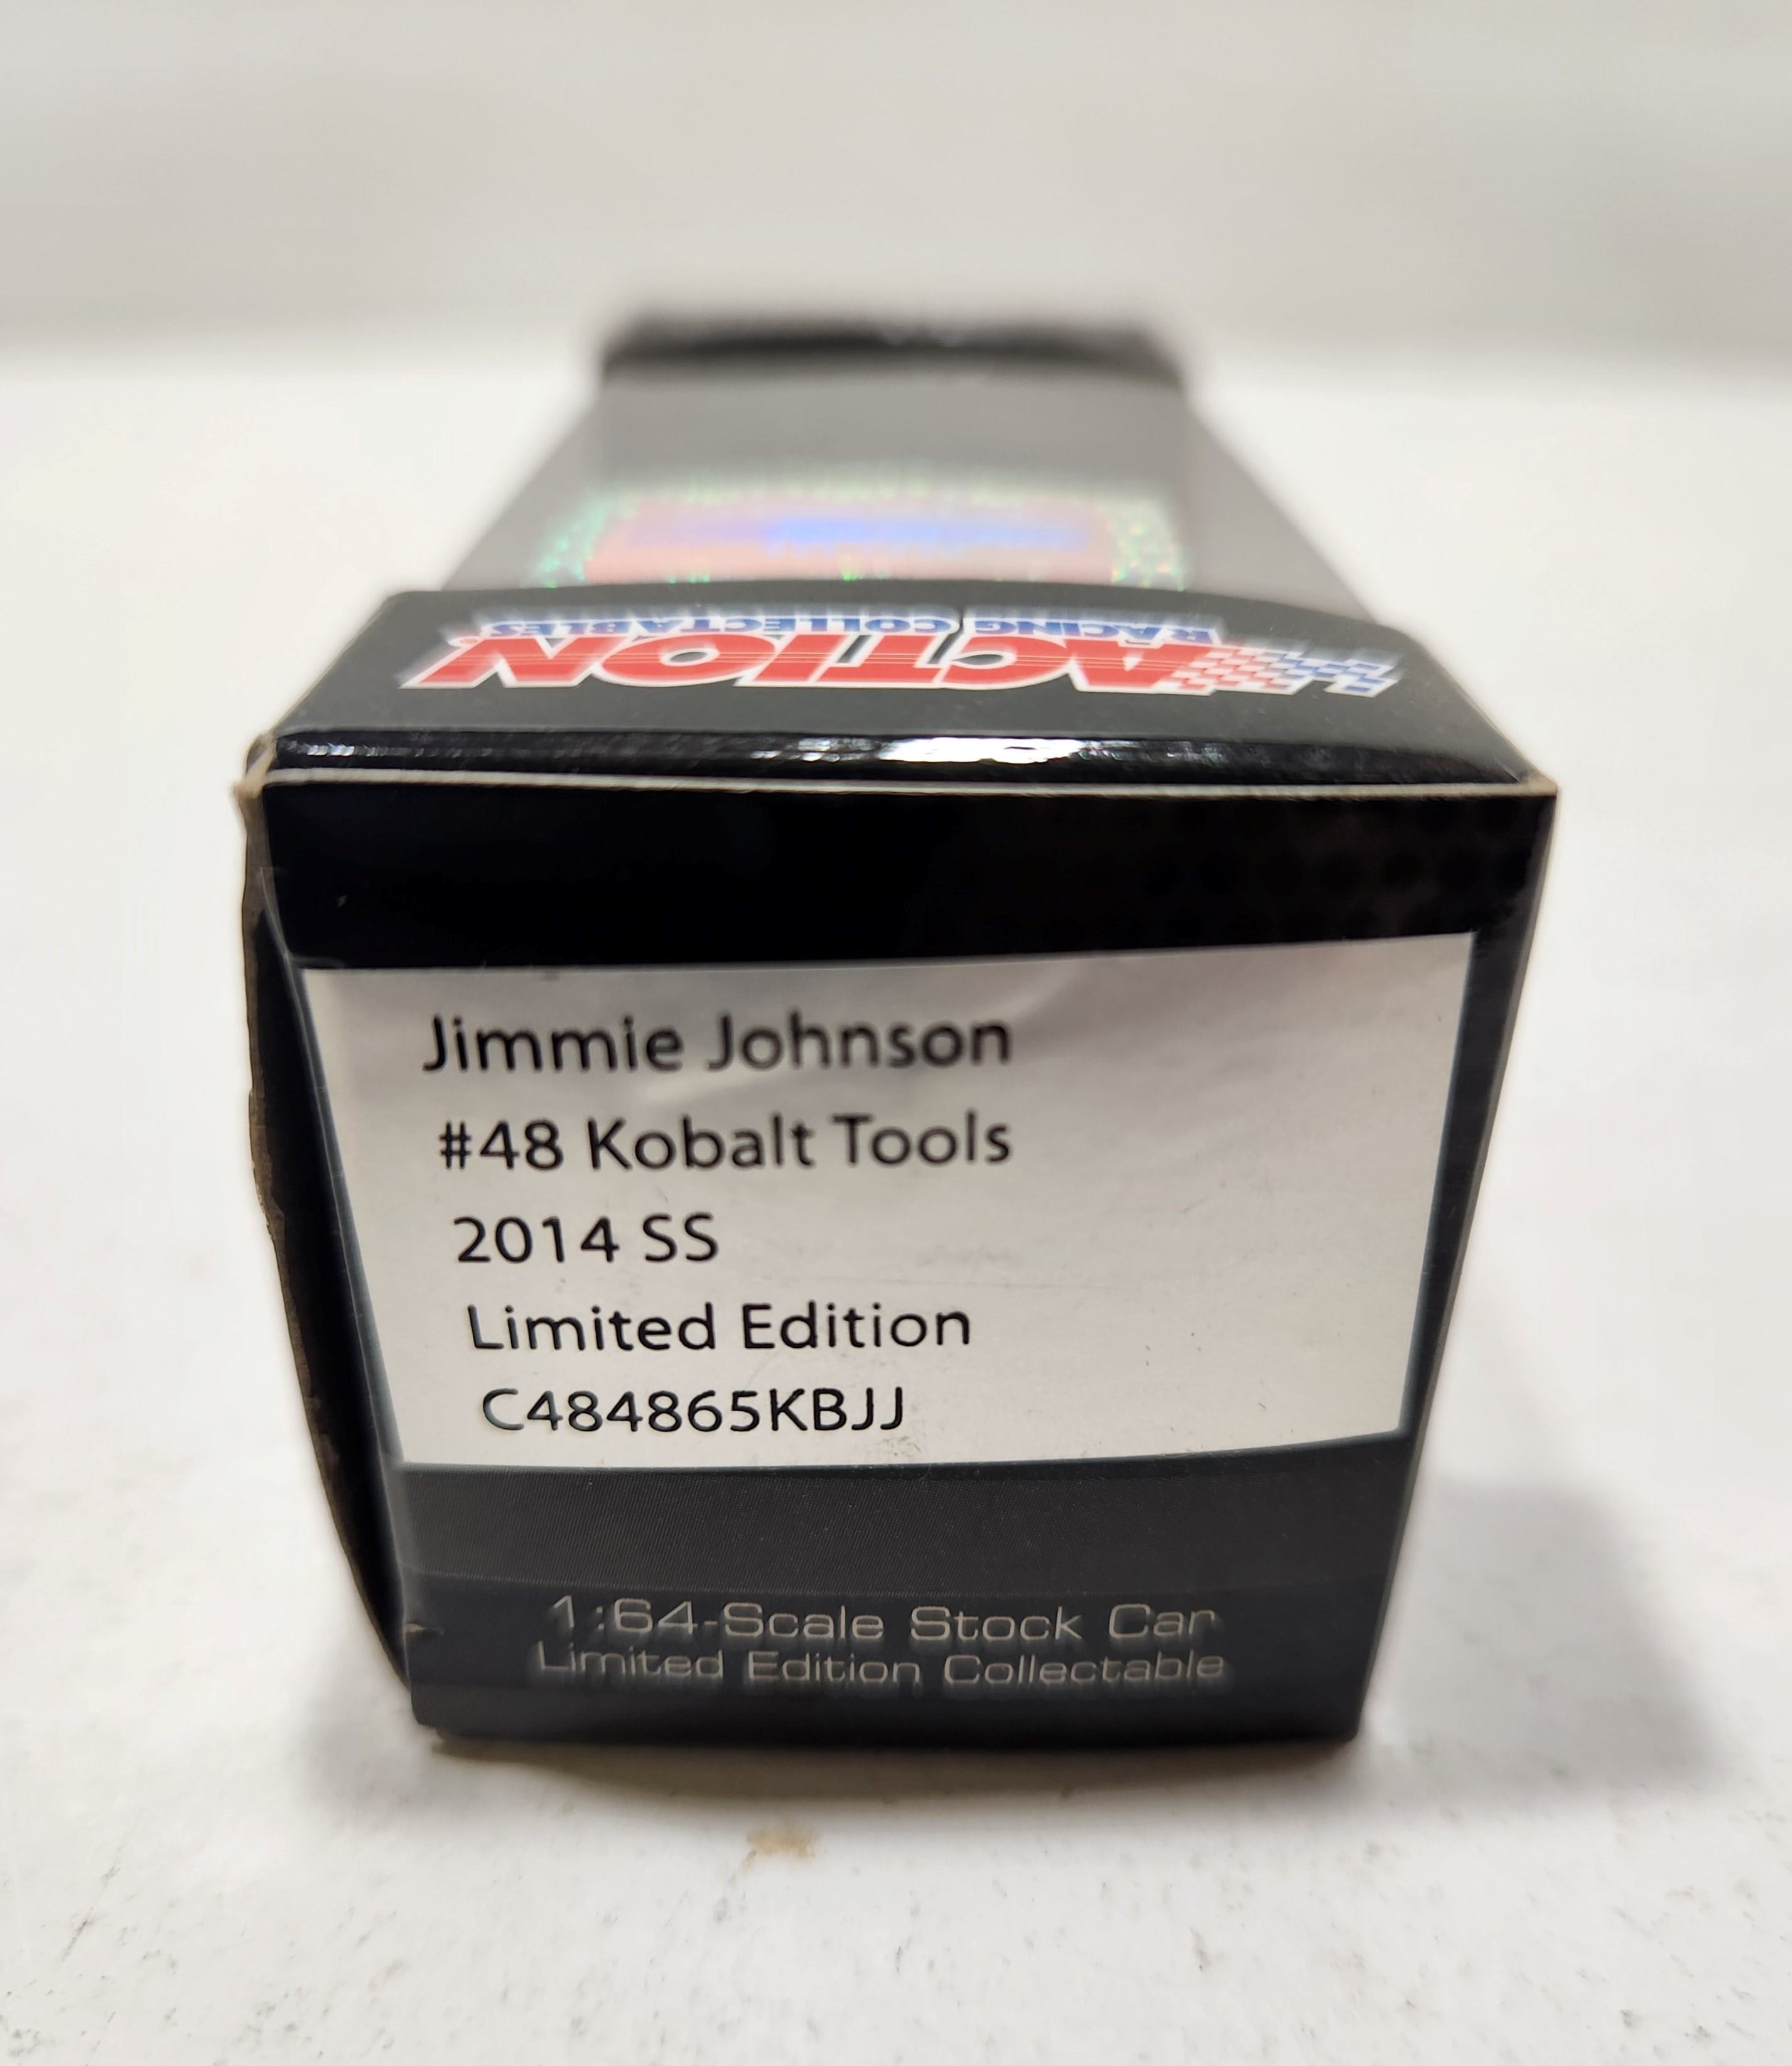 ACTION
RACING COLLECTABLES
Jimmie Johnson
#48 Kobalt Tools
2014 SS
Limited Edition
C484865KBJJ
1:64-Scale Stock Car
Limited Edition Collectable